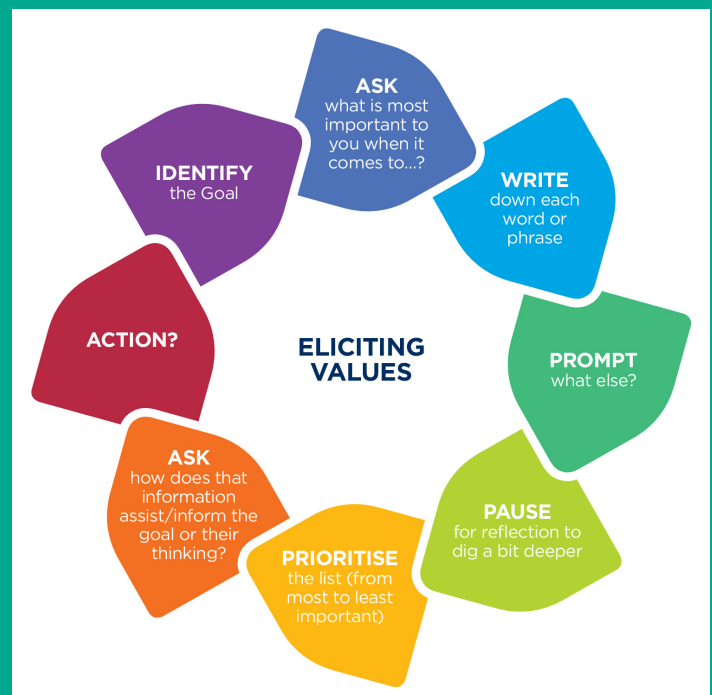 ELICITING
VALUES
IDENTIFY
the Goal
ASK
what is most
important to
you when it
comes to...?
WRITE
down each
word or
phrase
PROMPT
what else?
PAUSE
for reflection to
dig a bit deeper
PRIORITISE
the list (from
most to least
important)
ASK
how does that
information
assist/inform the
goal or their
thinking?
ACTION?